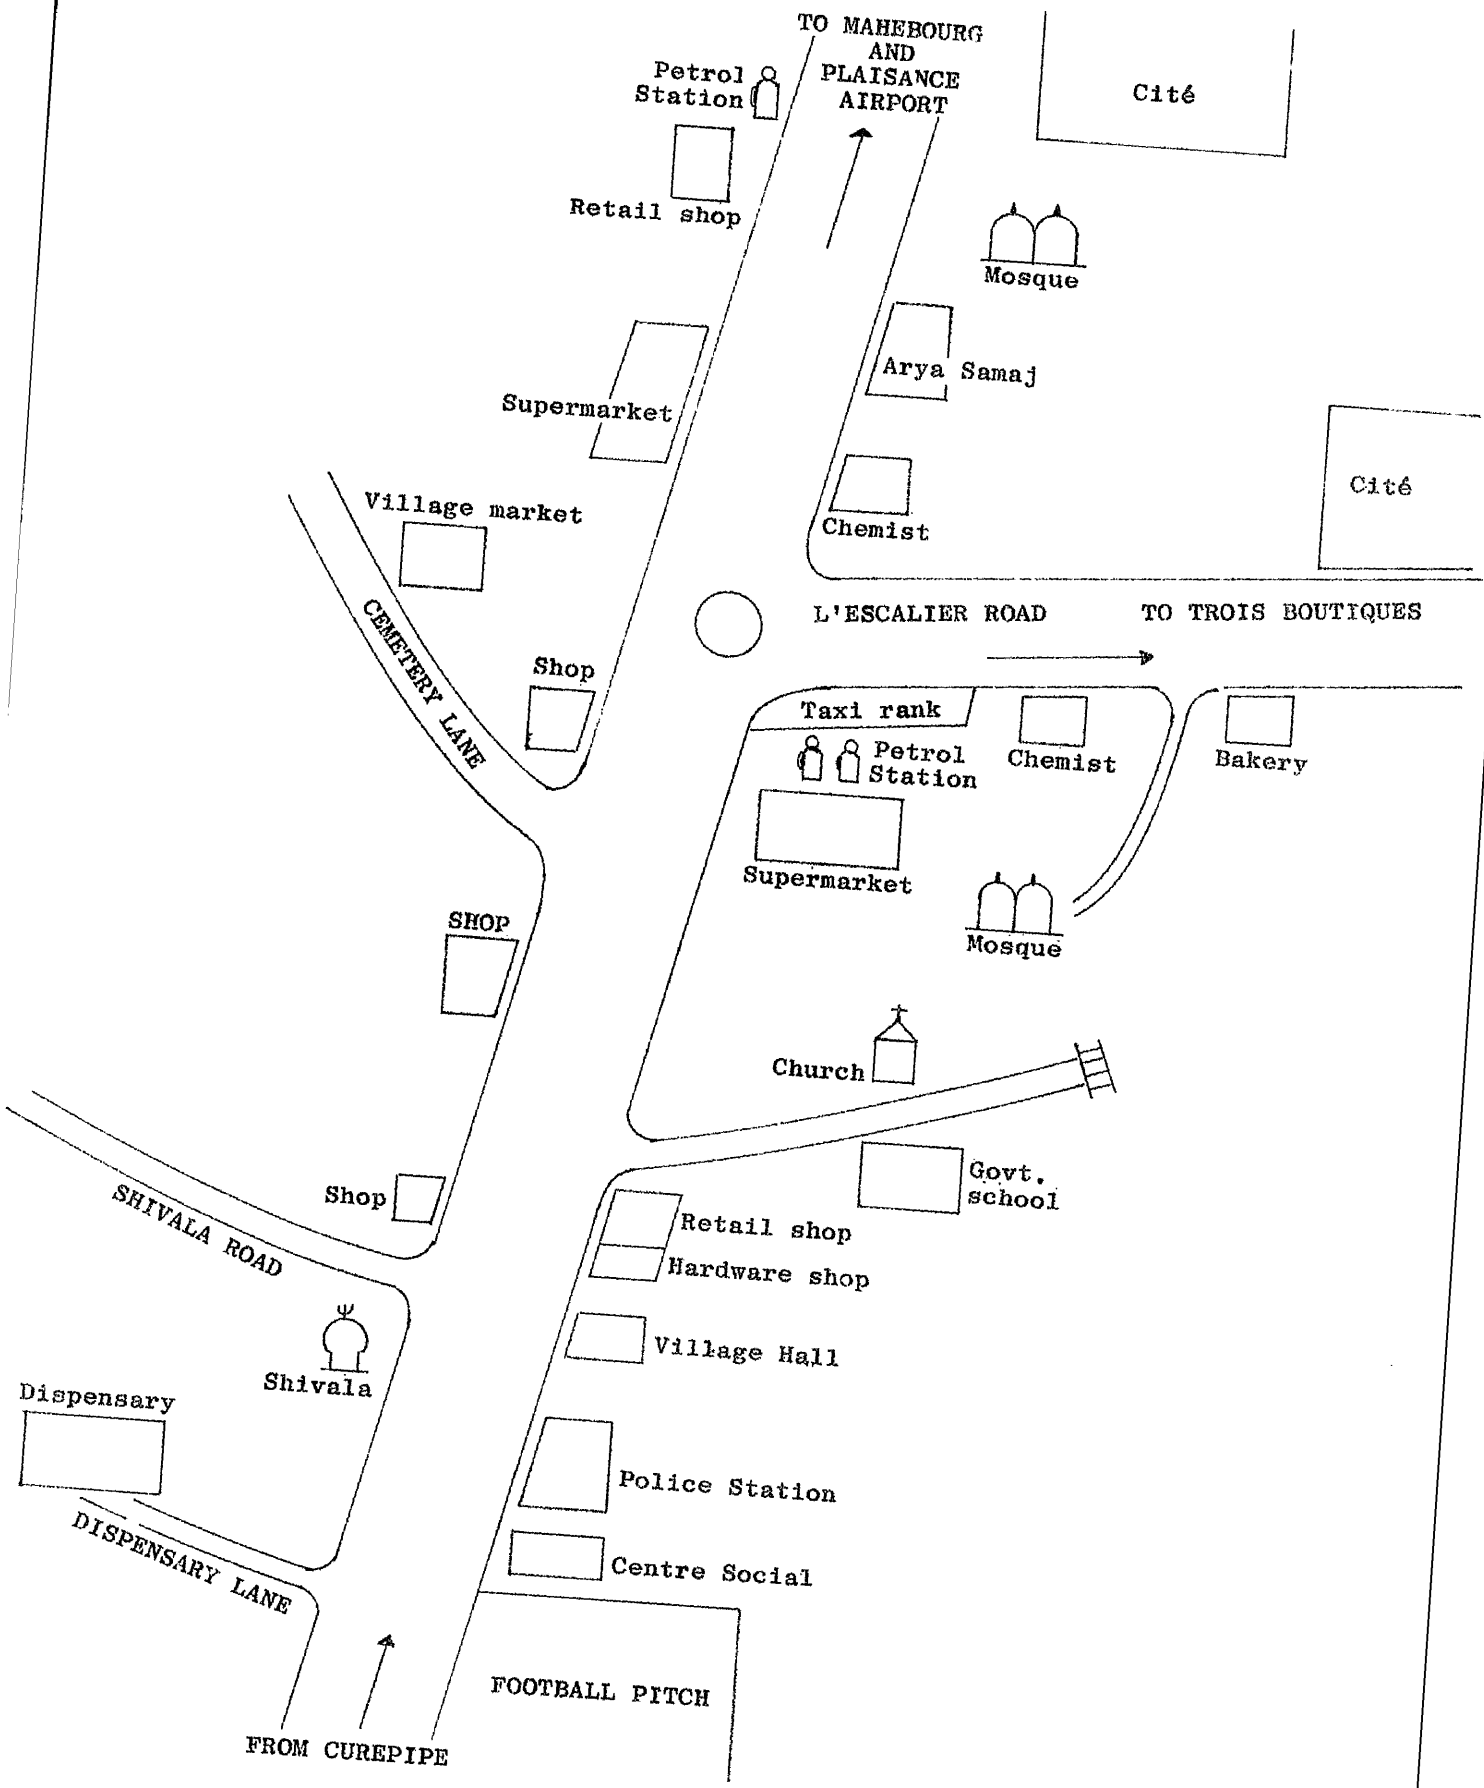 TO MAHEBOURG
AND
PLAISANCE
AIRPORT
Petrol
Station
Cité
Retail shop
Mosque
Arya Samaj
Supermarket
Cité
Village market
Chemist
CEMETERY LANE
L'ESCALIER ROAD
TO TROIS BOUTIQUES
Shop
Taxi rank
Petrol
Station
Chemist
Bakery
Supermarket
SHOP
Mosque
Church
Govt.
school
Shop
SHIVALA ROAD
Retail shop
Hardware shop
Village Hall
Shivala
Dispensary
Police Station
DISPENSARY LANE
Centre Social
FOOTBALL PITCH
FROM CUREPIPE